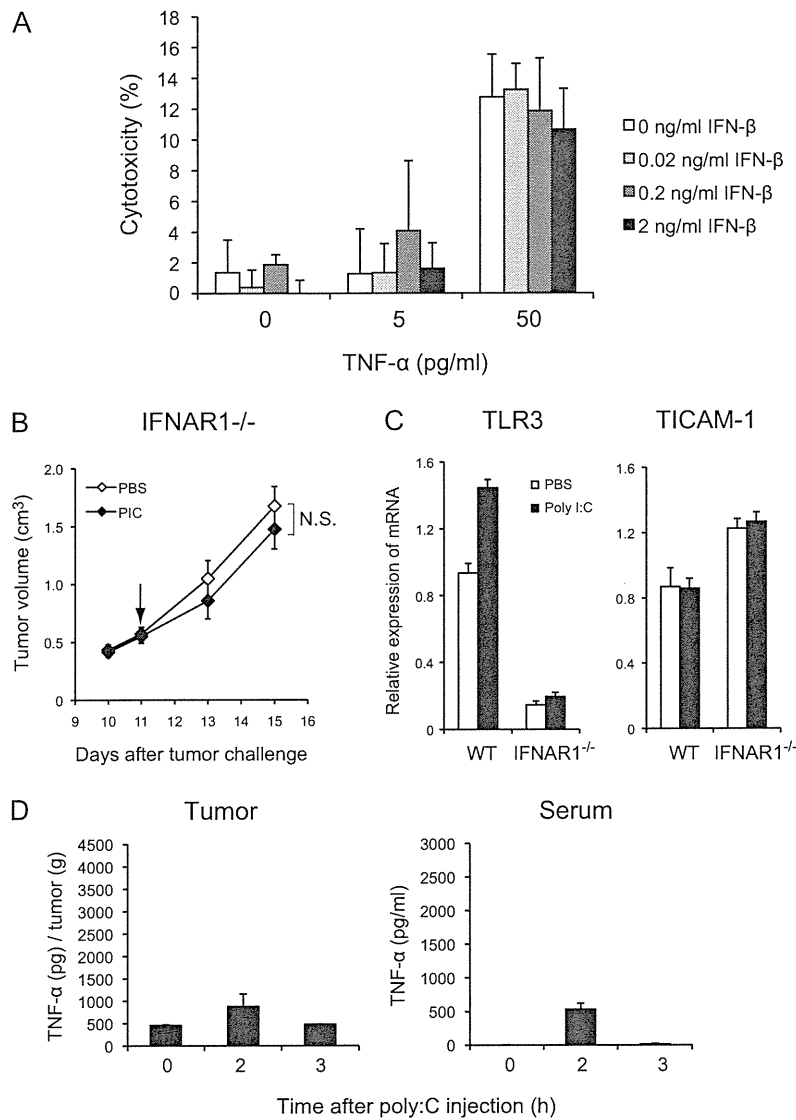 A
Cytotoxicity (%)
18
16
14
12
10
8
6
4
2
0
0
5
50
TNF-α (pg/ml)
0 ng/ml IFN-β
0.02 ng/ml IFN-β
0.2 ng/ml IFN-β
2 ng/ml IFN-β
B
IFNAR1-/-
Tumor volume (cm³)
2.0
1.5
1.0
0.5
0
9 10 11 12 13 14 15 16
Days after tumor challenge
PBS
PIC
N.S.
C
TLR3
Relative expression of mRNA
1.6
1.2
0.8
0.4
0
PBS
Poly I:C
WT IFNAR1-/-
TICAM-1
1.6
1.2
0.8
0.4
0
WT IFNAR1-/-
D
Tumor
TNF-α (pg) / tumor (g)
4500
4000
3500
3000
2500
2000
1500
1000
500
0
0 2 3
Serum
TNF-α (pg/ml)
3000
2500
2000
1500
1000
500
0
0 2 3
Time after poly:C injection (h)